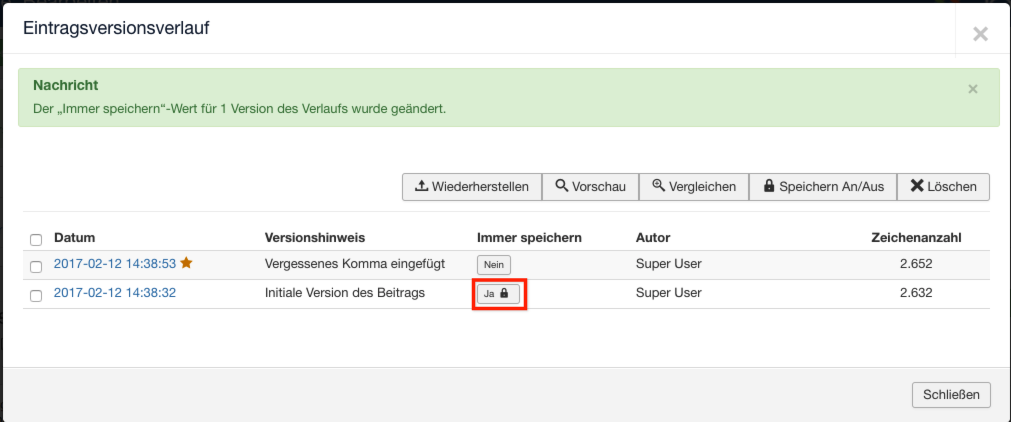 Eintragsversionsverlauf
Nachricht
Der „Immer speichern“-Wert für 1 Version des Verlaufs wurde geändert.
Wiederherstellen Vorschau Vergleichen Speichern An/Aus Löschen
Datum Versionshinweis Immer speichern Autor Zeichenanzahl
2017-02-12 14:38:53 Vergessenes Komma eingefügt Nein Super User 2.652
2017-02-12 14:38:32 Initiale Version des Beitrags Ja Super User 2.632
Schließen